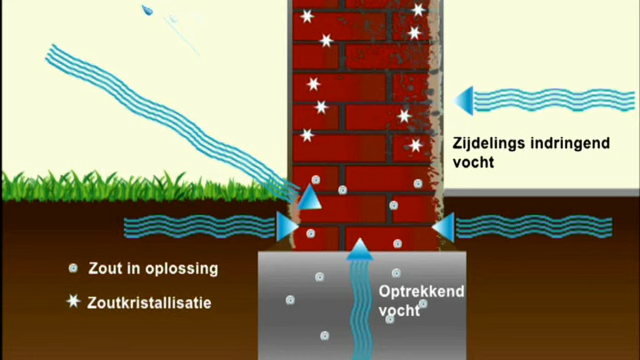 Zijdelings indringend
vocht
Zout in oplossing
Zoutkristallisatie
Optrekkend
vocht